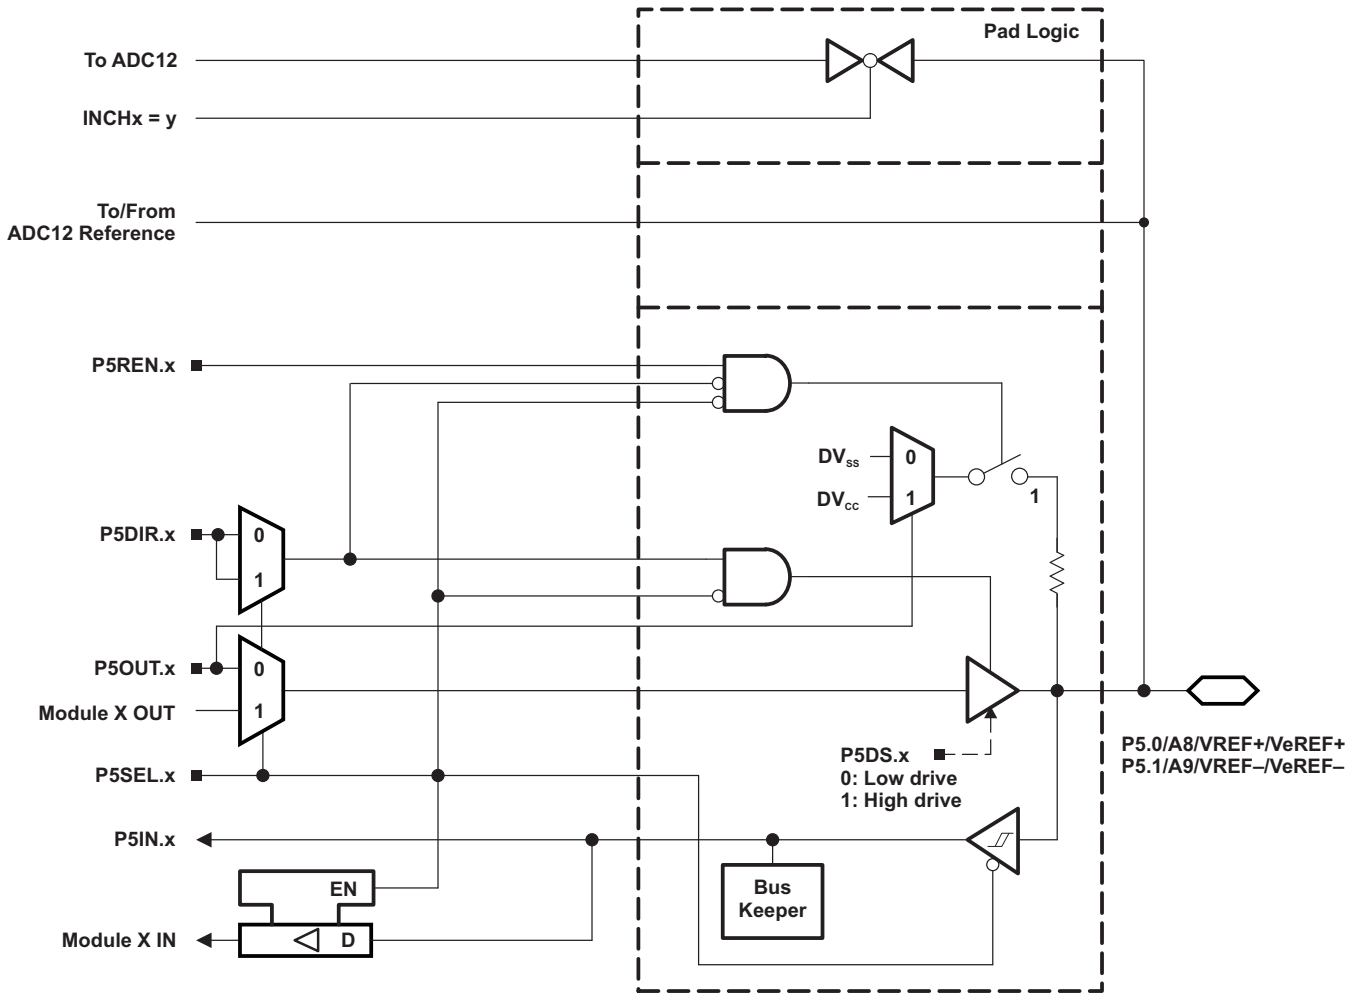 Pad Logic
To ADC12
INCHx = y
To/From
ADC12 Reference
P5REN.x
DVss
0
DVcc
1
1
P5DIR.x
0
1
P5OUT.x
0
Module X OUT
1
P5DS.x
0: Low drive
1: High drive
P5.0/A8/VREF+/VeREF+
P5.1/A9/VREF–/VeREF–
P5SEL.x
P5IN.x
Bus
Keeper
EN
Module X IN
D